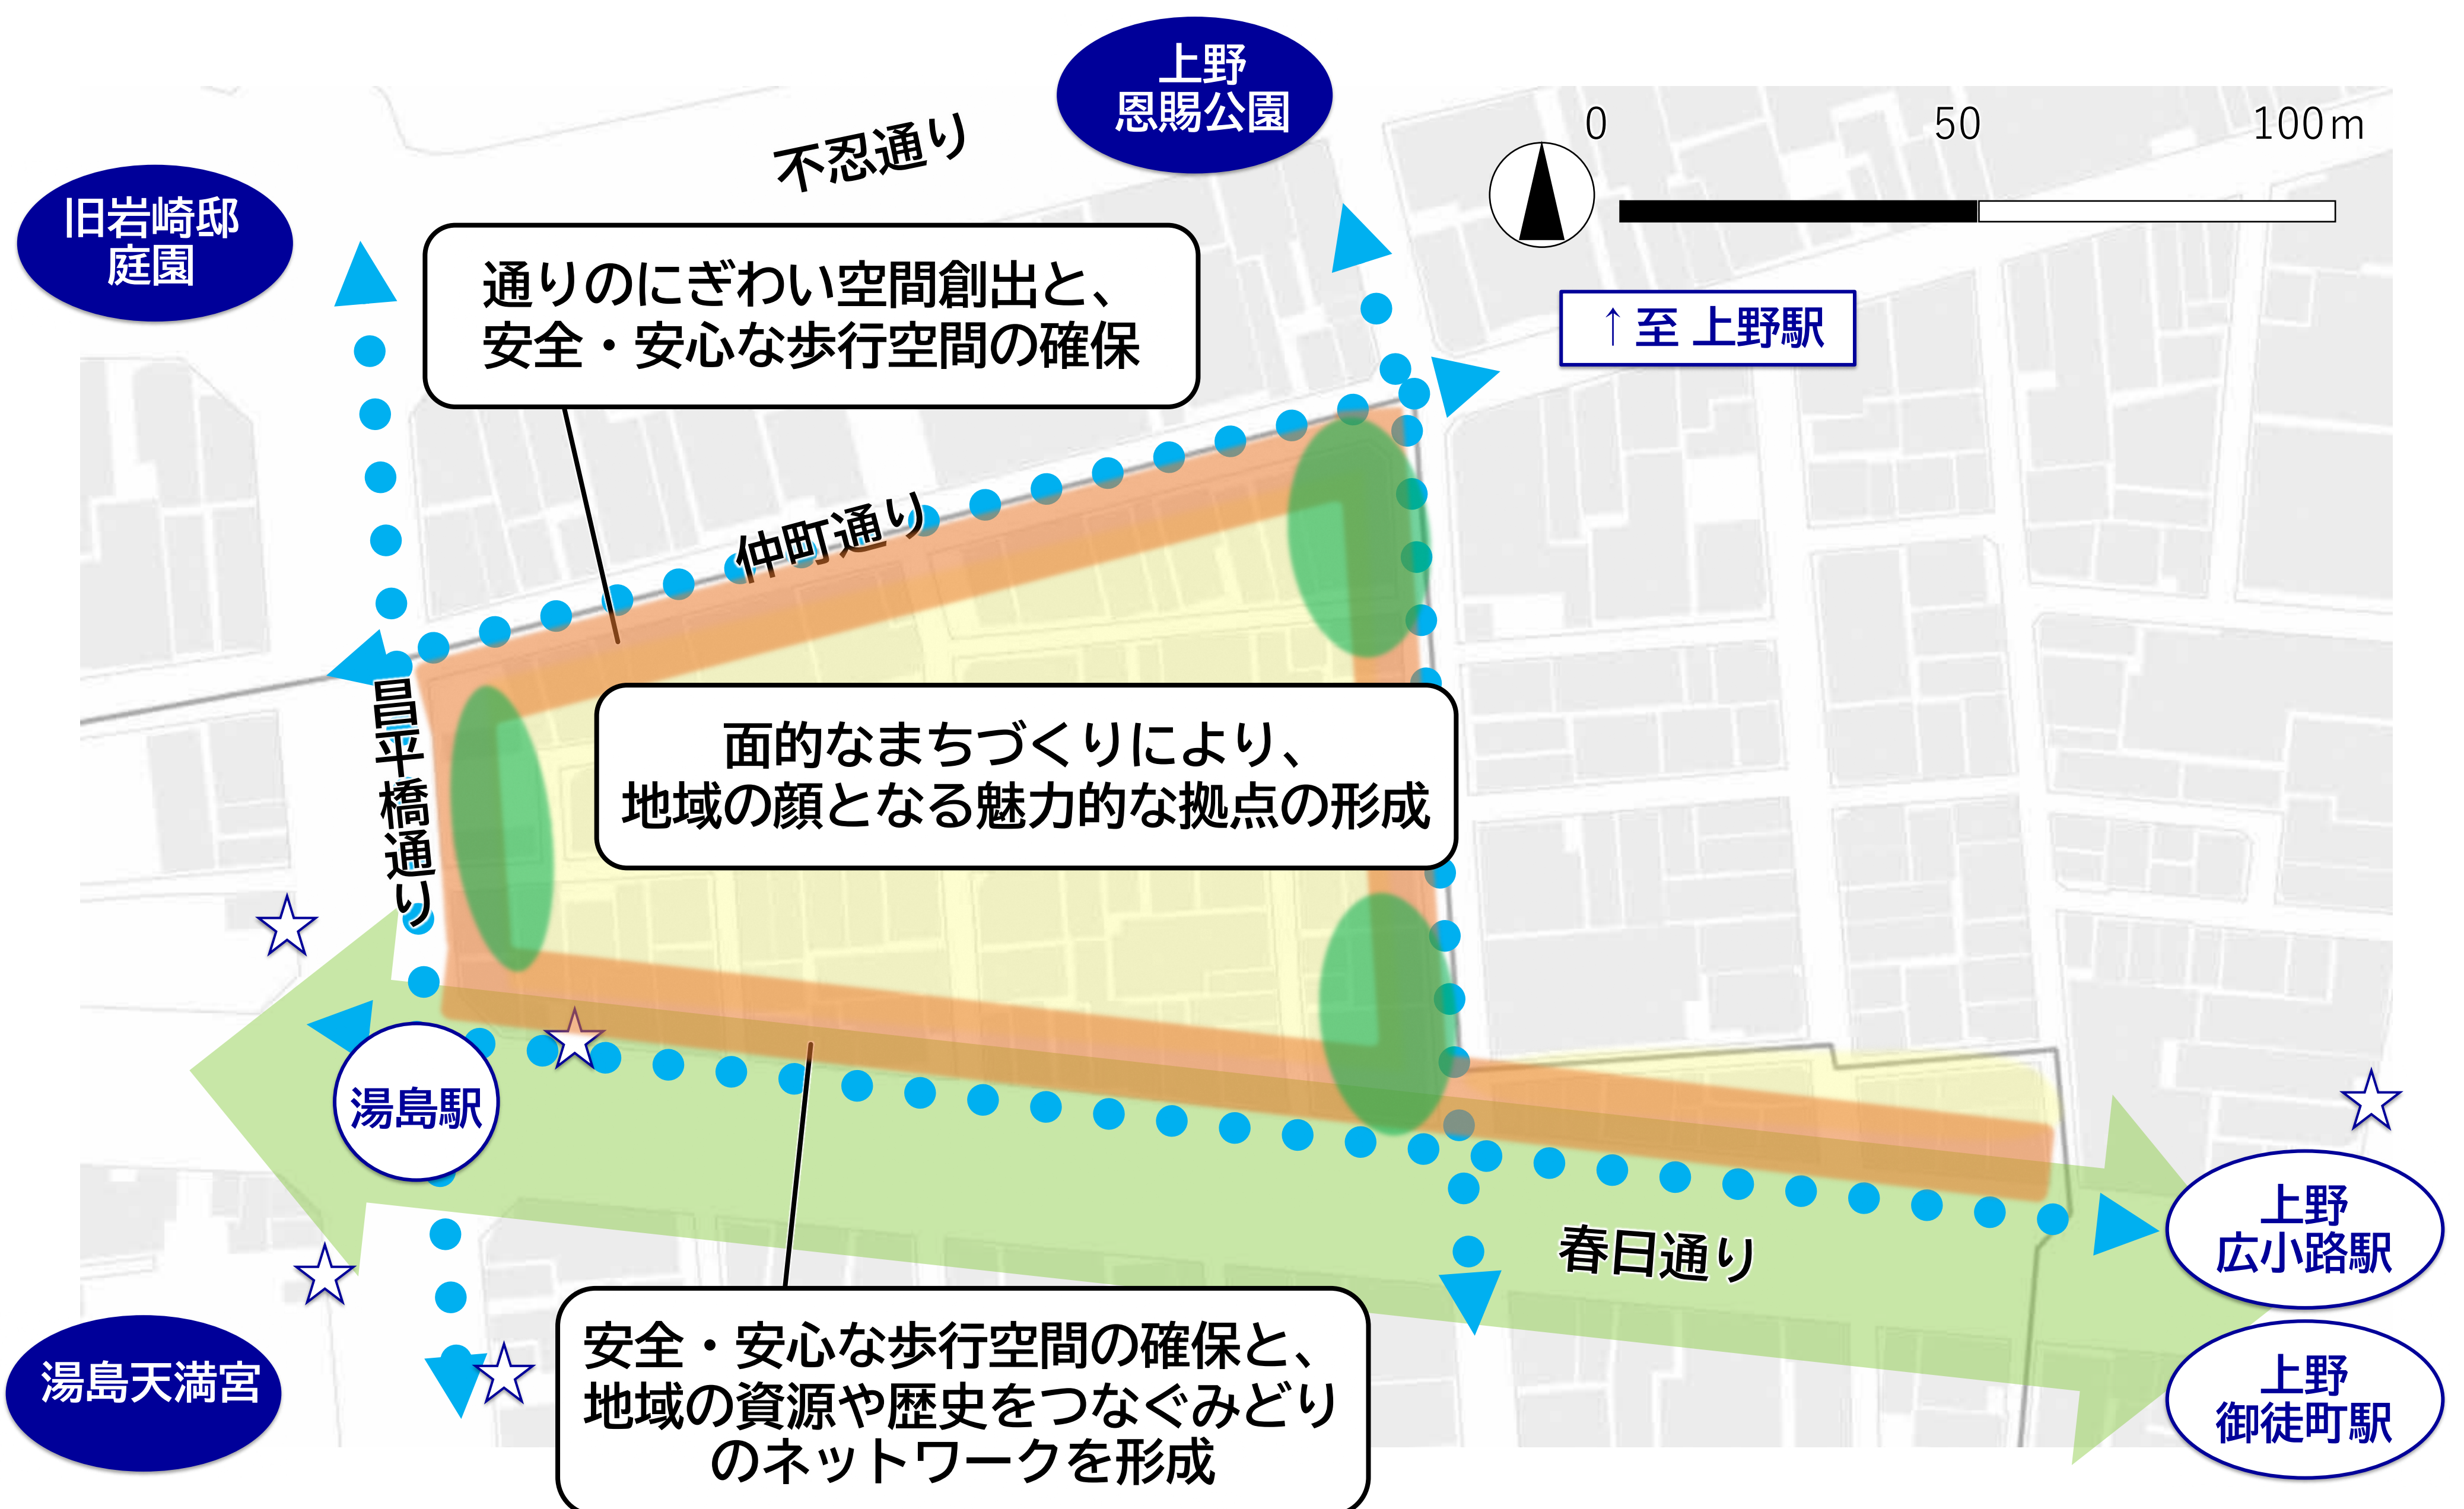 上野
恩賜公園
0 50 100m
不忍通り
旧岩崎邸
庭園
通りのにぎわい空間創出と、
安全・安心な歩行空間の確保
↑至 上野駅
仲町通り
昌平橋通り
面的なまちづくりにより、
地域の顔となる魅力的な拠点の形成
湯島駅
上野
広小路駅
春日通り
安全・安心な歩行空間の確保と、
地域の資源や歴史をつなぐみどり
のネットワークを形成
湯島天満宮
上野
御徒町駅